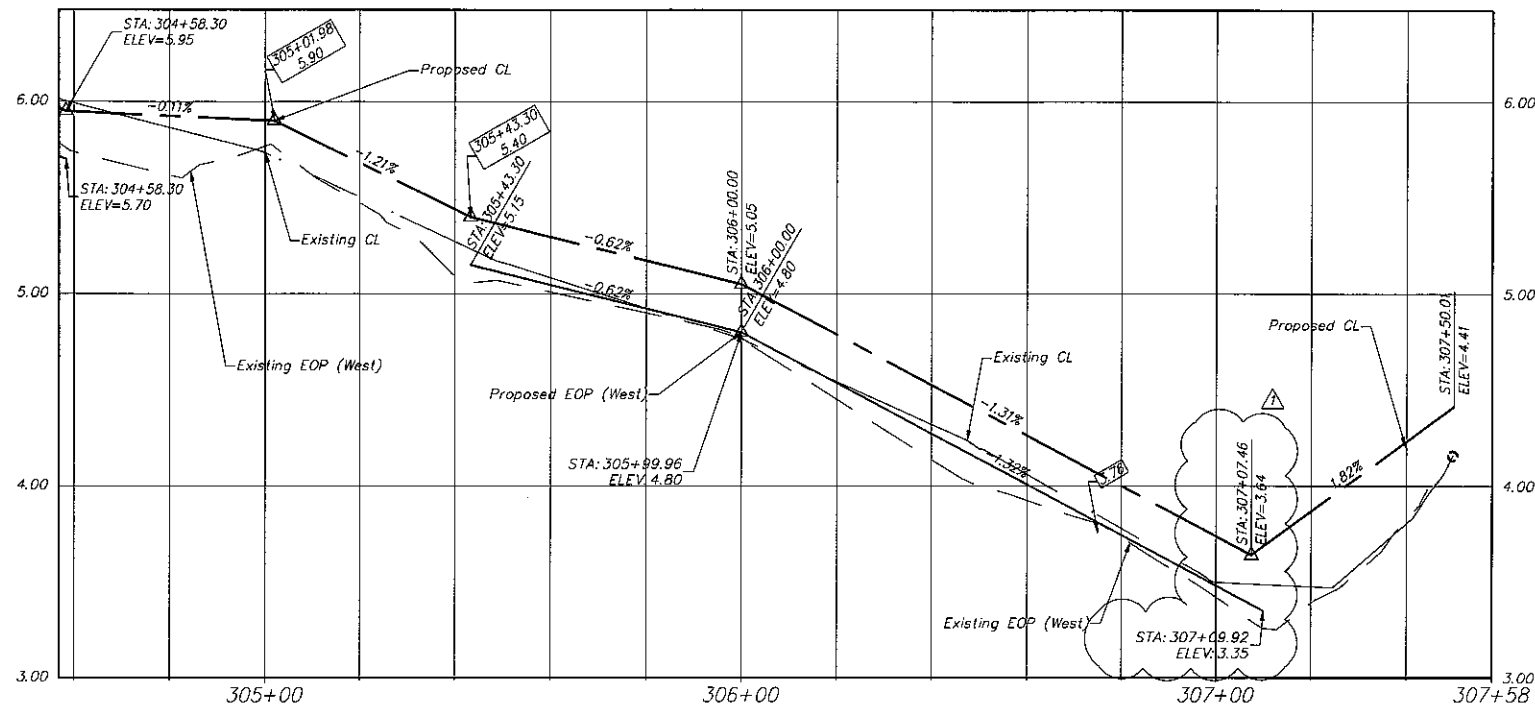 STA: 304+58.30
ELEV=5.95
305+01.98
5.90
Proposed CL
6.00
-0.11%
6.00
305+43.30
5.40
-1.21%
STA: 304+58.30
ELEV=5.70
STA: 305+43.30
ELEV=5.15
Existing CL
-0.62%
STA: 306+00.00
ELEV=5.05
STA: 306+00.00
ELEV=4.80
5.00
-0.62%
5.00
Proposed CL
STA: 307+50.01
ELEV=4.41
Existing EOP (West)
Existing CL
Proposed EOP (West)
-1.31%
1
STA: 305+99.96
ELEV: 4.80
-1.32%
3.76
1.82%
4.00
4.00
STA: 307+07.46
ELEV=3.64
Existing EOP (West)
STA: 307+09.92
ELEV: 3.35
3.00
3.00
305+00
306+00
307+00
307+58